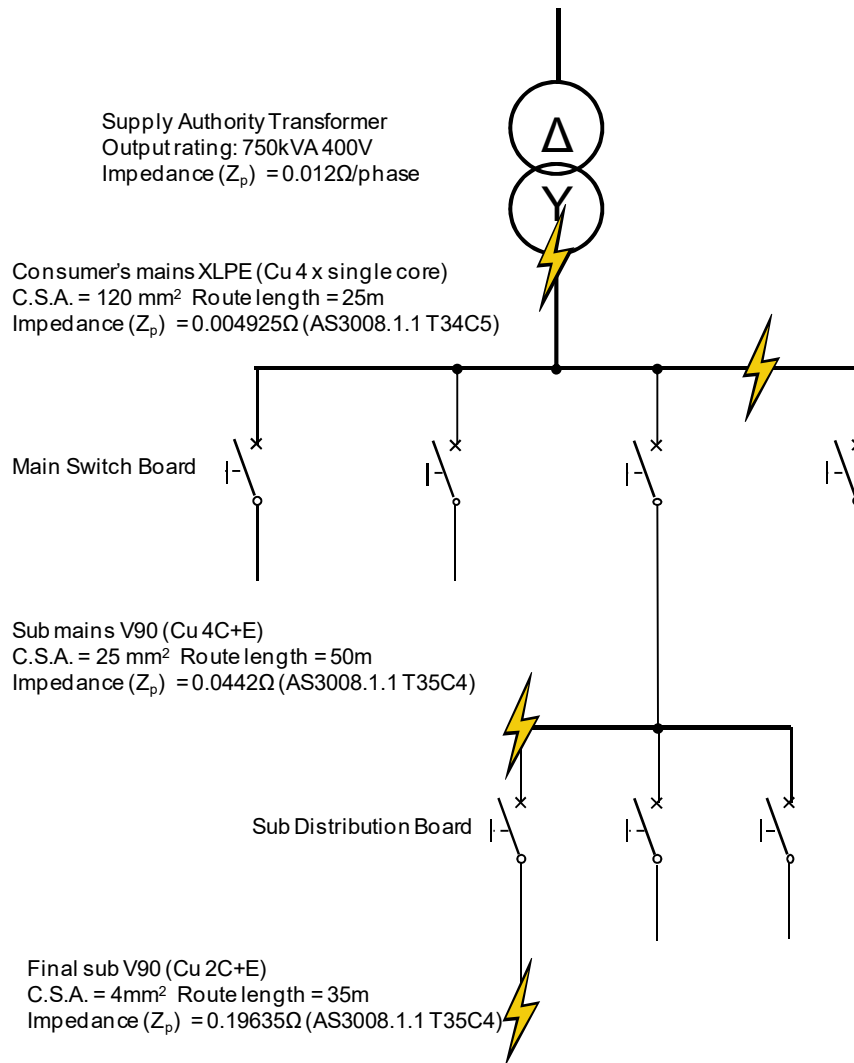 Supply Authority Transformer
Output rating: 750kVA 400V
Impedance (Zₚ) = 0.012Ω/phase
Δ
Y
Consumer's mains XLPE (Cu 4 x single core)
C.S.A. = 120 mm² Route length = 25m
Impedance (Zₚ) = 0.004925Ω (AS3008.1.1 T34C5)
Main Switch Board
Sub mains V90 (Cu 4C+E)
C.S.A. = 25 mm² Route length = 50m
Impedance (Zₚ) = 0.0442Ω (AS3008.1.1 T35C4)
Sub Distribution Board
Final sub V90 (Cu 2C+E)
C.S.A. = 4mm² Route length = 35m
Impedance (Zₚ) = 0.19635Ω (AS3008.1.1 T35C4)